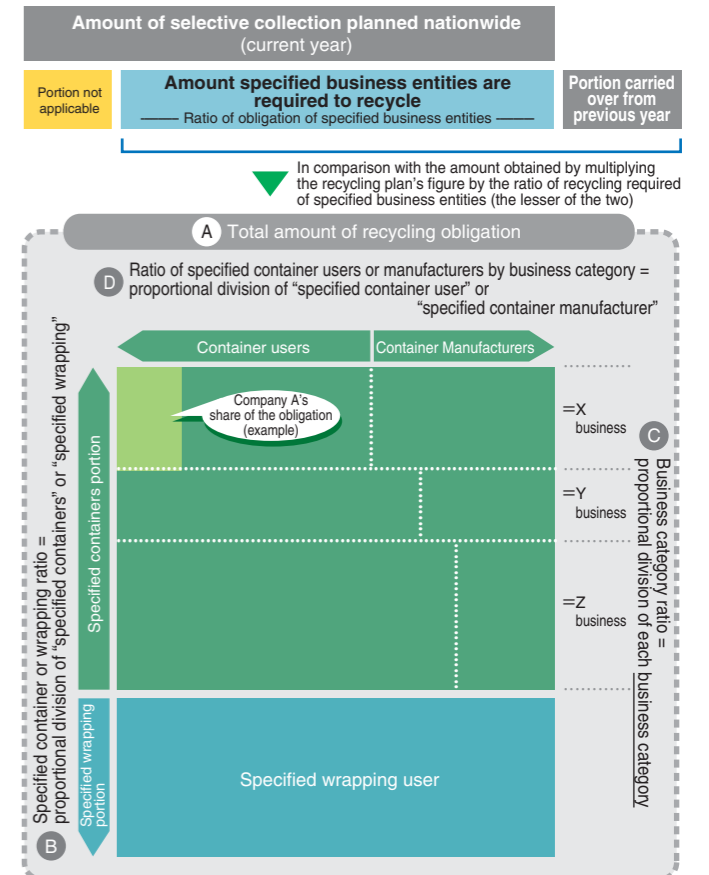 Amount of selective collection planned nationwide
(current year)
Portion not
applicable
Amount specified business entities are
required to recycle
Ratio of obligation of specified business entities
Portion carried
over from
previous year
In comparison with the amount obtained by multiplying
the recycling plan's figure by the ratio of recycling required
of specified business entities (the lesser of the two)
A Total amount of recycling obligation
D Ratio of specified container users or manufacturers by business category =
proportional division of "specified container user" or
"specified container manufacturer"
Container users
Container Manufacturers
Company A's
share of the obligation
(example)
=X
business
=Y
business
=Z
business
C Business category ratio =
proportional division of each business category
Specified containers portion
Specified wrapping
portion
B Specified container or wrapping ratio =
proportional division of "specified containers" or "specified wrapping"
Specified wrapping user